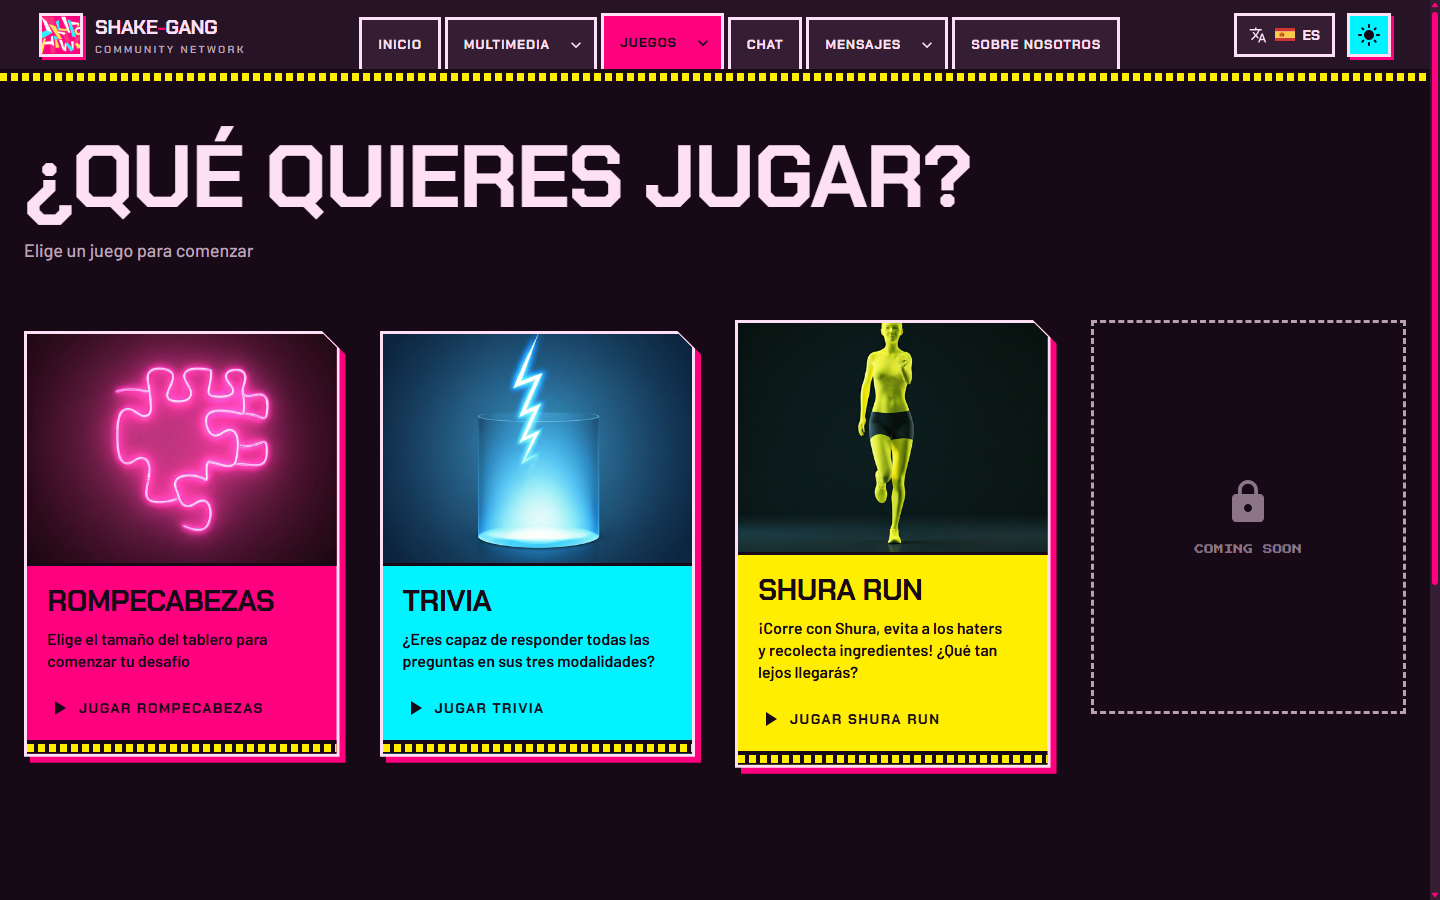 SHAKE-GANG
COMMUNITY NETWORK
INICIO
MULTIMEDIA
JUEGOS
CHAT
MENSAJES
SOBRE NOSOTROS
ES
¿QUÉ QUIERES JUGAR?
Elige un juego para comenzar
ROMPECABEZAS
Elige el tamaño del tablero para
comenzar tu desafío
JUGAR ROMPECABEZAS
TRIVIA
¿Eres capaz de responder todas las
preguntas en sus tres modalidades?
JUGAR TRIVIA
SHURA RUN
¡Corre con Shura, evita a los haters
y recolecta ingredientes! ¿Qué tan
lejos llegarás?
JUGAR SHURA RUN
COMING SOON